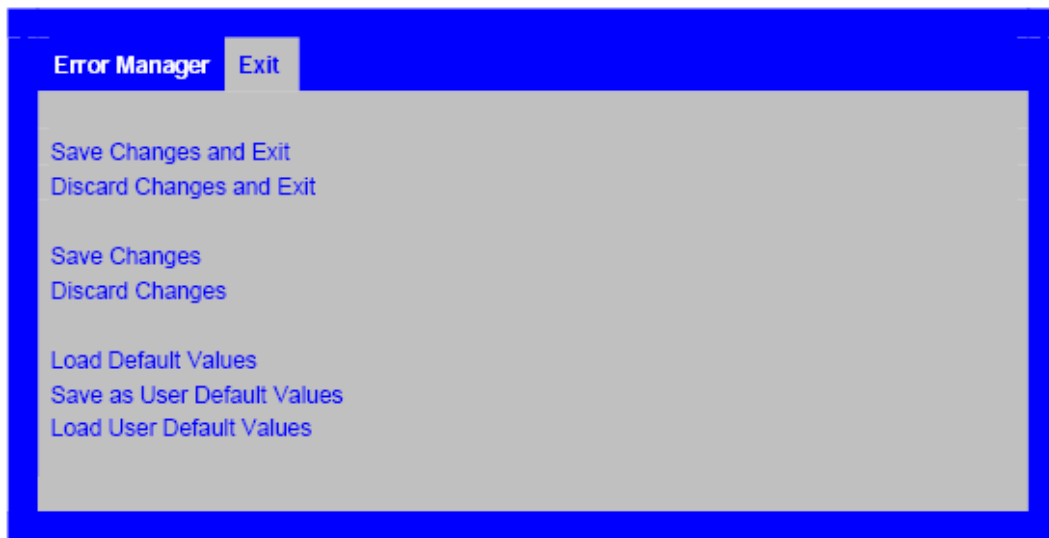 Error Manager Exit
Save Changes and Exit
Discard Changes and Exit
Save Changes
Discard Changes
Load Default Values
Save as User Default Values
Load User Default Values